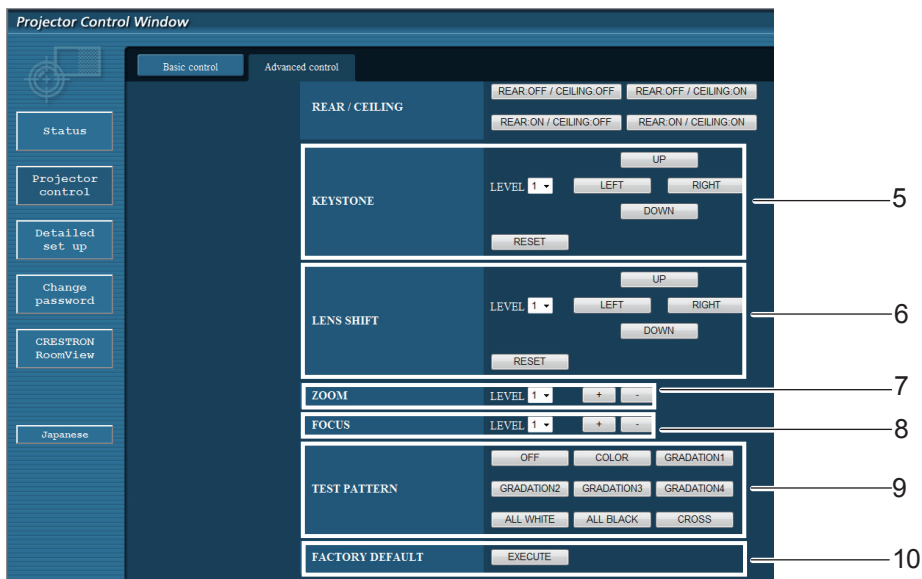 Projector Control Window
Basic control
Advanced control
Status
Projector
control
Detailed
set up
Change
password
CRESTRON
RoomView
Japanese
REAR / CEILING
REAR:OFF / CEILING:OFF REAR:OFF / CEILING:ON
REAR:ON / CEILING:OFF REAR:ON / CEILING:ON
KEYSTONE
LEVEL 1
UP
LEFT RIGHT
DOWN
RESET
5
LENS SHIFT
LEVEL 1
UP
LEFT RIGHT
DOWN
RESET
6
ZOOM LEVEL 1 + -
7
FOCUS LEVEL 1 + -
8
TEST PATTERN
OFF COLOR GRADATION1
GRADATION2 GRADATION3 GRADATION4
ALL WHITE ALL BLACK CROSS
9
FACTORY DEFAULT EXECUTE
10